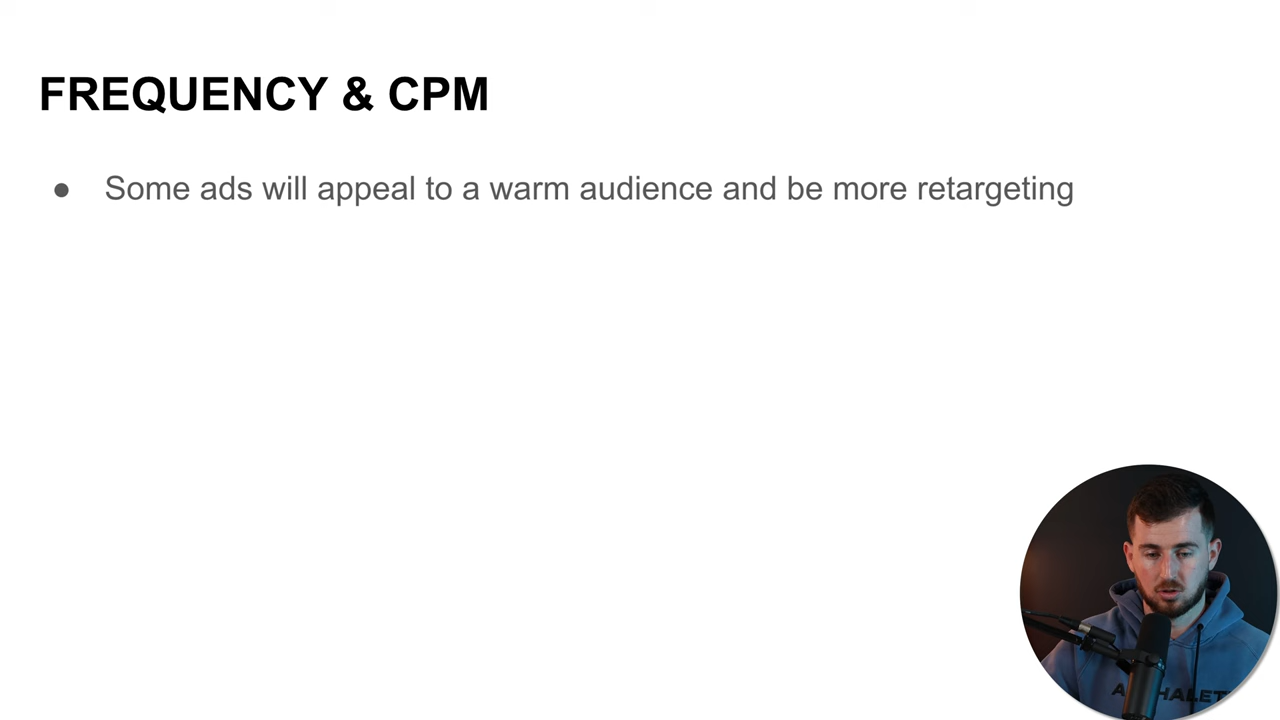 FREQUENCY & CPM
● Some ads will appeal to a warm audience and be more retargeting